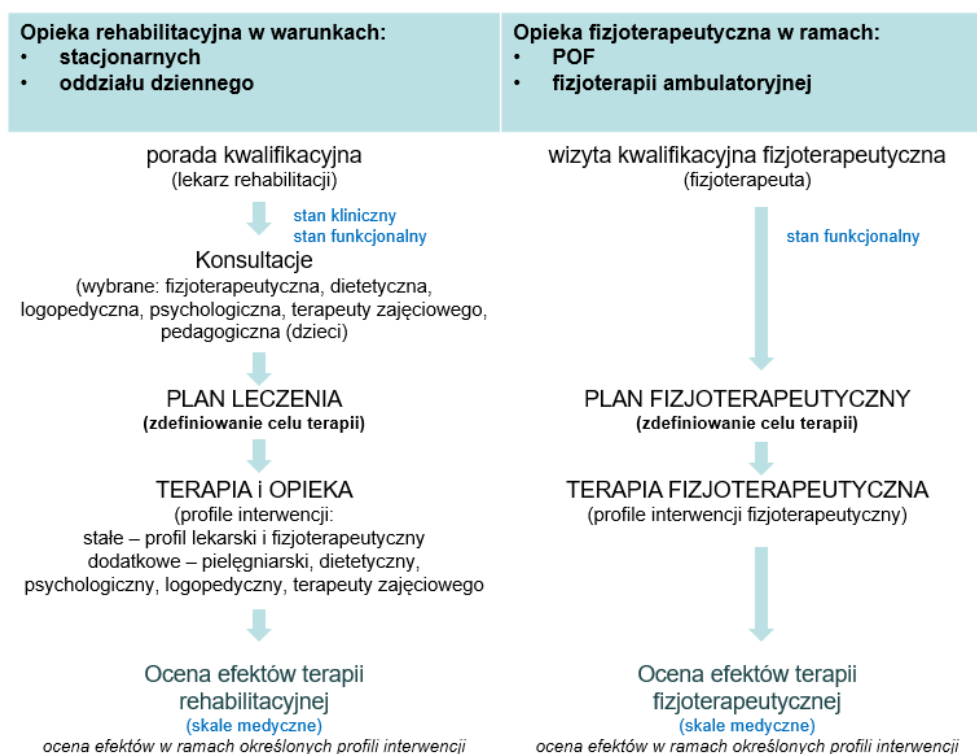 Opieka rehabilitacyjna w warunkach:
• stacjonarnych
• oddziału dziennego
Opieka fizjoterapeutyczna w ramach:
• POF
• fizjoterapii ambulatoryjnej
porada kwalifikacyjna
(lekarz rehabilitacji)
stan kliniczny
stan funkcjonalny
Konsultacje
(wybrane: fizjoterapeutyczna, dietetyczna,
logopedyczna, psychologiczna, terapeuty zajęciowego,
pedagogiczna (dzieci)
PLAN LECZENIA
(zdefiniowanie celu terapii)
TERAPIA i OPIEKA
(profile interwencji:
stałe – profil lekarski i fizjoterapeutyczny
dodatkowe – pielęgniarski, dietetyczny,
psychologiczny, logopedyczny, terapeuty zajęciowego
Ocena efektów terapii
rehabilitacyjnej
(skale medyczne)
ocena efektów w ramach określonych profili interwencji
wizyta kwalifikacyjna fizjoterapeutyczna
(fizjoterapeuta)
stan funkcjonalny
PLAN FIZJOTERAPEUTYCZNY
(zdefiniowanie celu terapii)
TERAPIA FIZJOTERAPEUTYCZNA
(profile interwencji fizjoterapeutyczny)
Ocena efektów terapii
fizjoterapeutycznej
(skale medyczne)
ocena efektów w ramach określonych profili interwencji